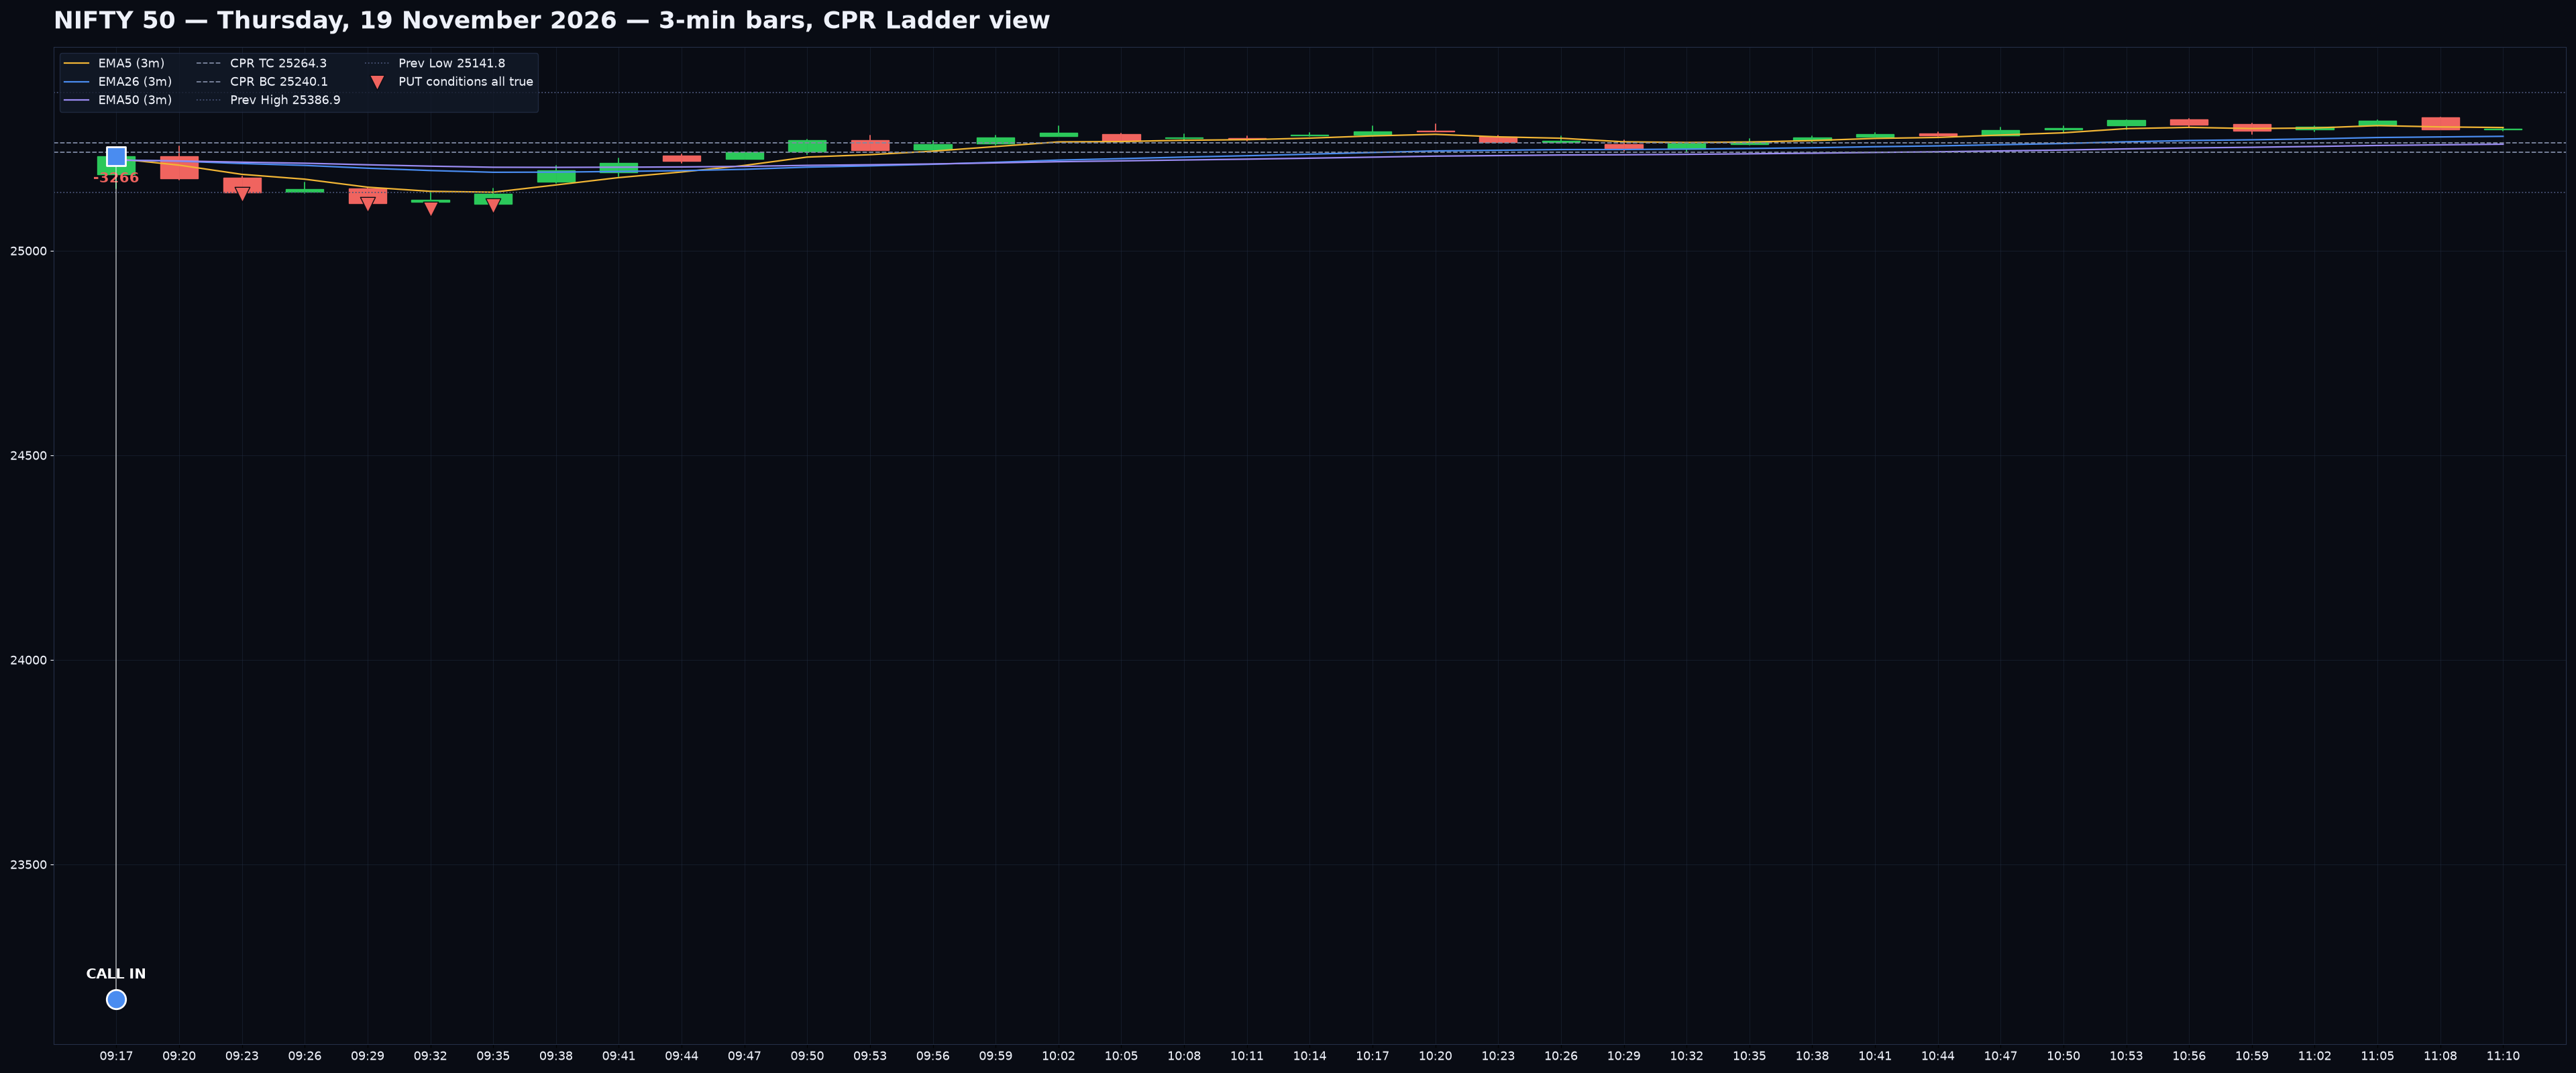 NIFTY 50 — Thursday, 19 November 2026 — 3-min bars, CPR Ladder view
EMA5 (3m)
EMA26 (3m)
EMA50 (3m)
CPR TC 25264.3
CPR BC 25240.1
Prev High 25386.9
Prev Low 25141.8
PUT conditions all true
-3266
25000
24500
24000
23500
CALL IN
09:17 09:20 09:23 09:26 09:29 09:32 09:35 09:38 09:41 09:44 09:47 09:50 09:53 09:56 09:59 10:02 10:05 10:08 10:11 10:14 10:17 10:20 10:23 10:26 10:29 10:32 10:35 10:38 10:41 10:44 10:47 10:50 10:53 10:56 10:59 11:02 11:05 11:08 11:10